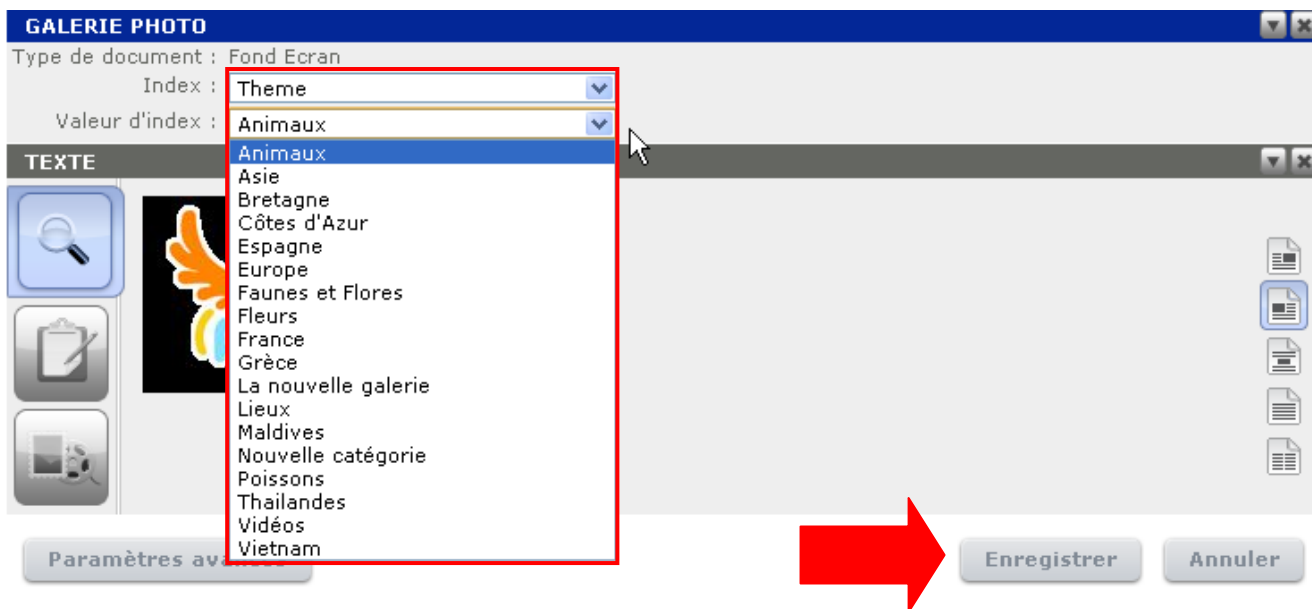 GALERIE PHOTO
Type de document : Fond Ecran
Index : Theme
Valeur d'index : Animaux
TEXTE
Animaux
Asie
Bretagne
Côtes d'Azur
Espagne
Europe
Faunes et Flores
Fleurs
France
Grèce
La nouvelle galerie
Lieux
Maldives
Nouvelle catégorie
Poissons
Thailandes
Vidéos
Vietnam
Paramètres
Enregistrer
Annuler